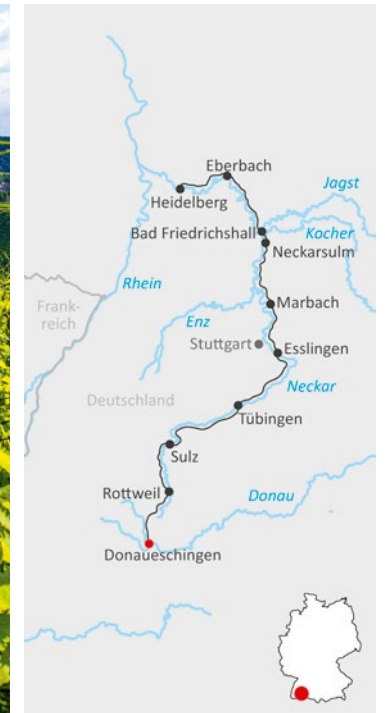 Eberbach
Heidelberg
Jagst
Bad Friedrichshall
Kocher
Neckarsulm
Rhein
Frank-
reich
Marbach
Enz
Stuttgart
Esslingen
Neckar
Deutschland
Tübingen
Sulz
Rottweil
Donau
Donaueschingen